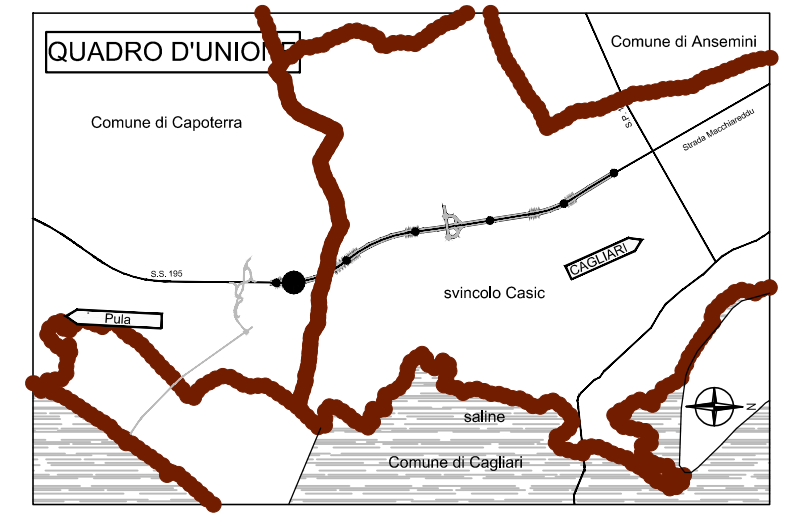 QUADRO D'UNIONE
Comune di Ansemini
Comune di Capoterra
S.P.
Strada Macchiareddu
CAGLIARI
S.S. 195
svincolo Casic
Pula
N
saline
Comune di Cagliari